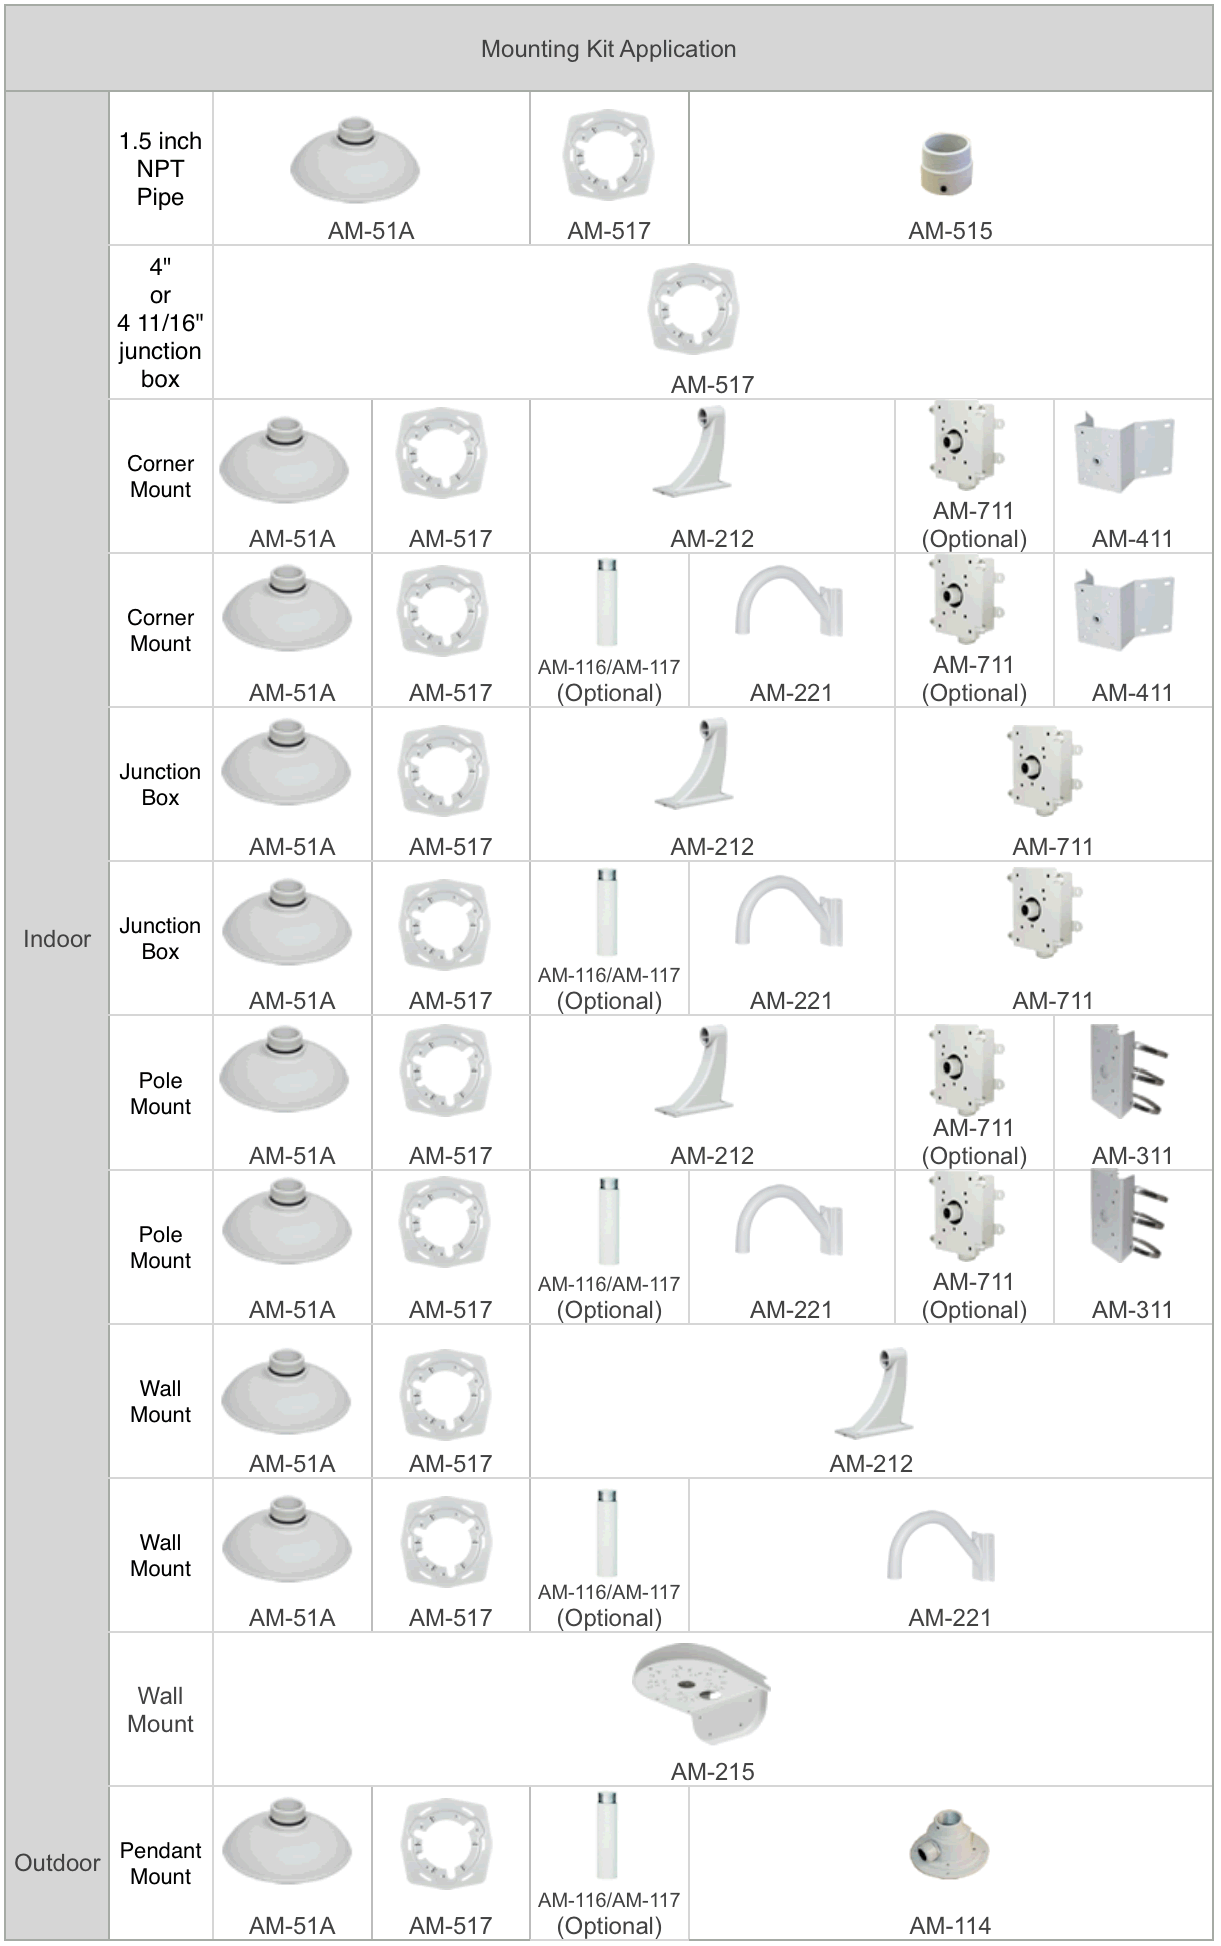 Mounting Kit Application
Indoor
1.5 inch
NPT
Pipe
AM-51A
AM-517
AM-515
4"
or
4 11/16"
junction
box
AM-517
Corner
Mount
AM-51A
AM-517
AM-212
AM-711
(Optional)
AM-411
Corner
Mount
AM-51A
AM-517
AM-116/AM-117
(Optional)
AM-221
AM-711
(Optional)
AM-411
Junction
Box
AM-51A
AM-517
AM-212
AM-711
Junction
Box
AM-51A
AM-517
AM-116/AM-117
(Optional)
AM-221
AM-711
Pole
Mount
AM-51A
AM-517
AM-212
AM-711
(Optional)
AM-311
Pole
Mount
AM-51A
AM-517
AM-116/AM-117
(Optional)
AM-221
AM-711
(Optional)
AM-311
Wall
Mount
AM-51A
AM-517
AM-212
Wall
Mount
AM-51A
AM-517
AM-116/AM-117
(Optional)
AM-221
Wall
Mount
AM-215
Outdoor
Pendant
Mount
AM-51A
AM-517
AM-116/AM-117
(Optional)
AM-114